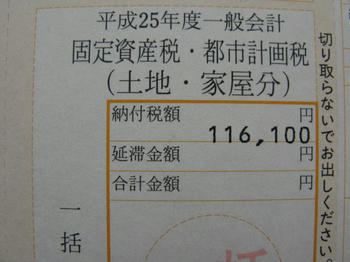 平成25年度一般会計
固定資産税・都市計画税
(土地・家屋分)
納付税額 円
116,100
延滞金額 円
合計金額 円
一括
括
切り取らないでお出しください。